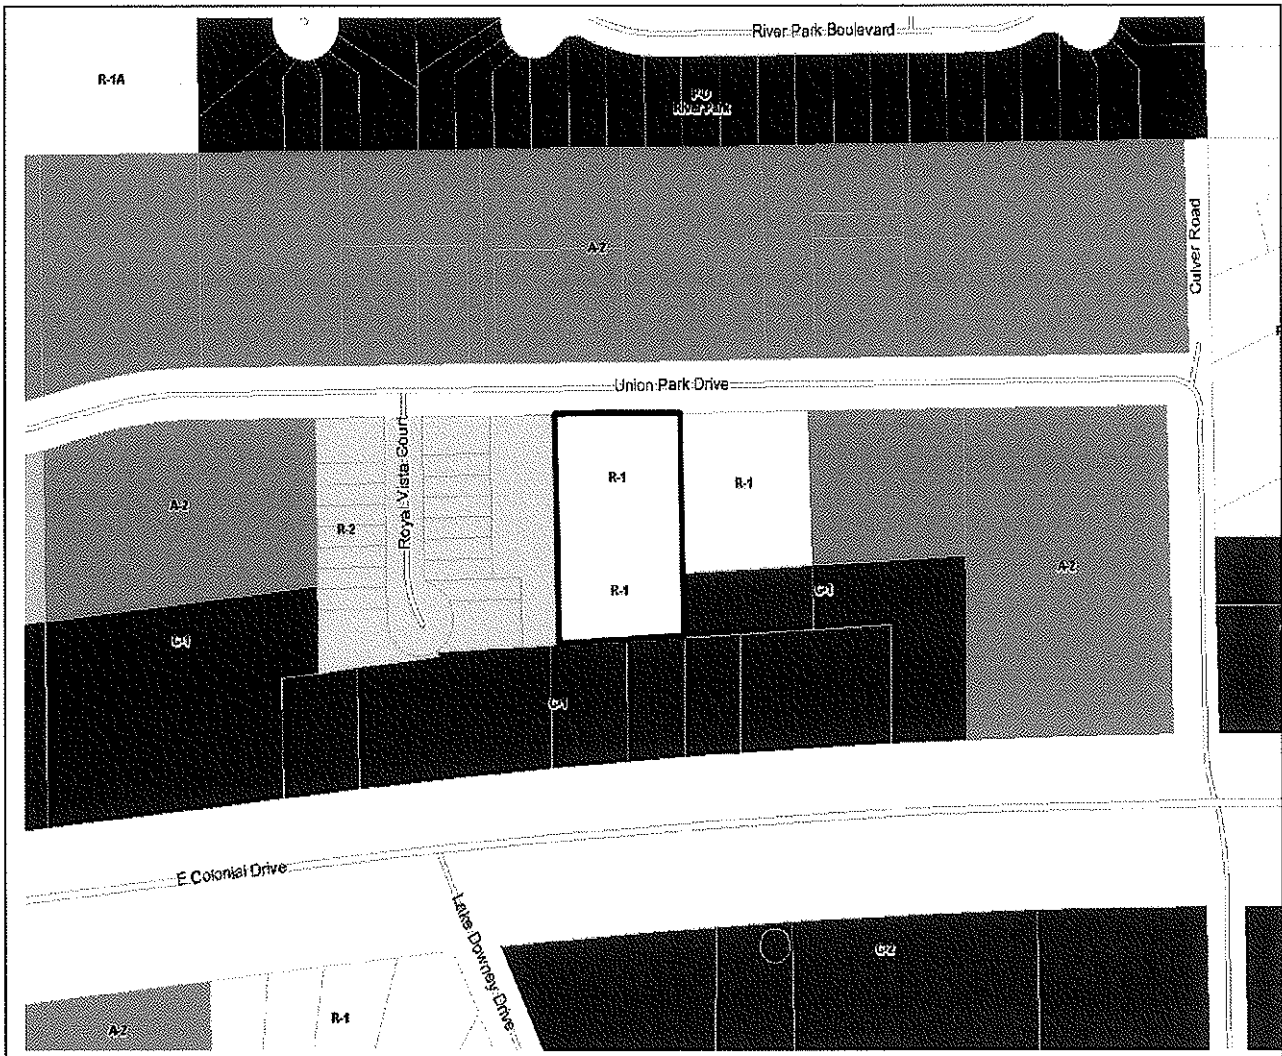 River Park Boulevard
R-1A
P-D
River Park
Culver Road
A-2
Union Park Drive
Royal Vista Court
R-1
R-1
A-2
R-2
A-2
R-1
C-1
C-1
C-1
E Colonial Drive
Lake Downey Drive
C-2
R-1
A-2